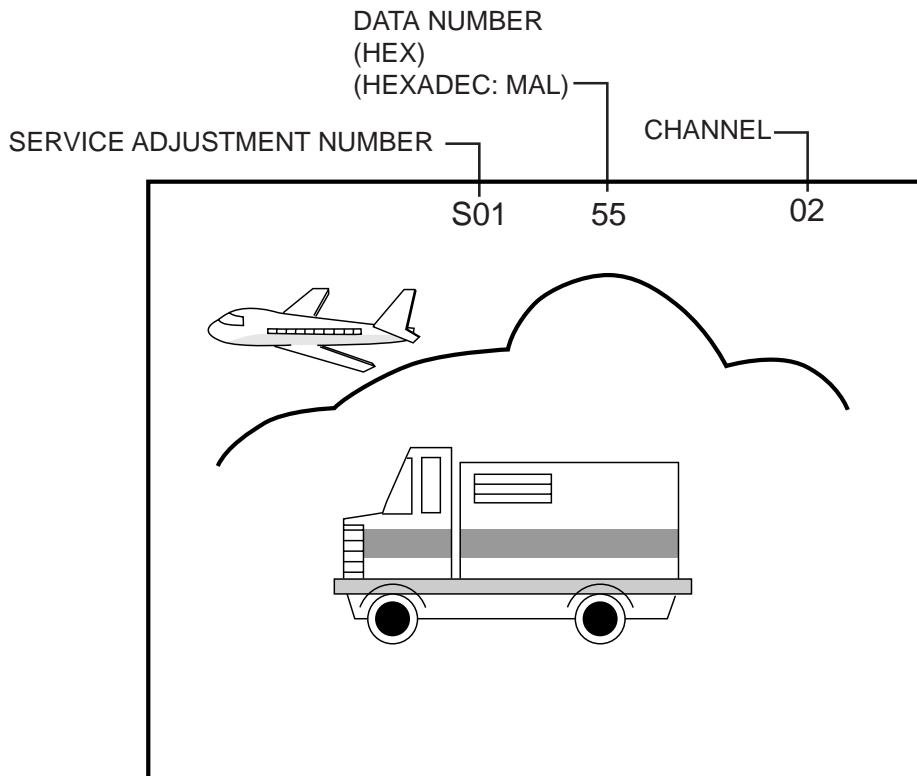 DATA NUMBER
(HEX)
(HEXADEC: MAL)
SERVICE ADJUSTMENT NUMBER
CHANNEL
S01 55 02